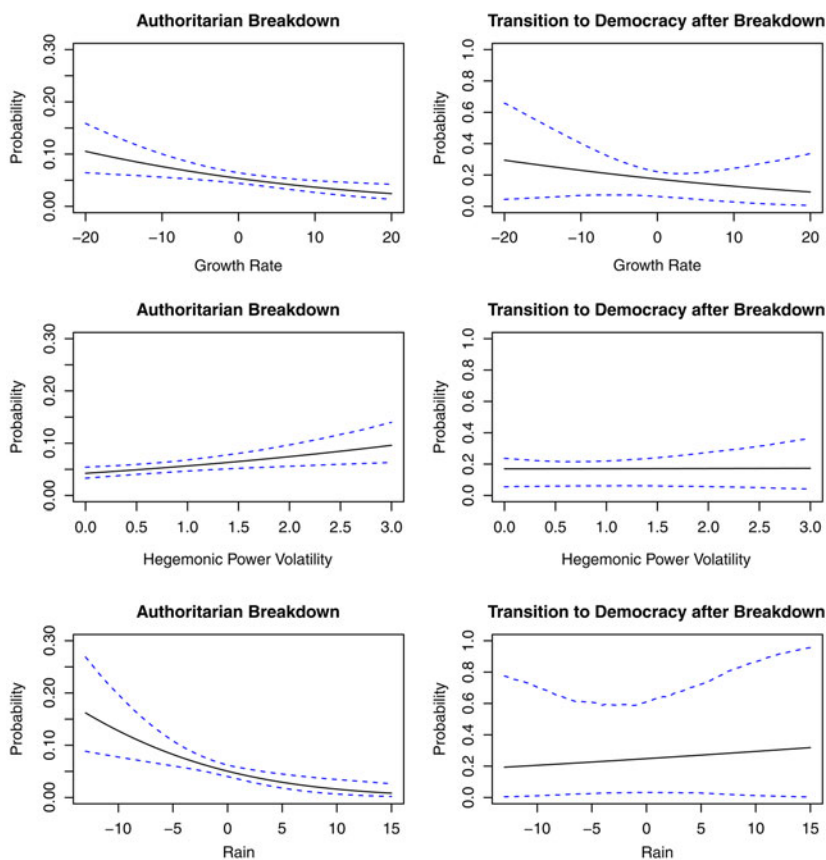 Authoritarian Breakdown
Probability
0.00 0.10 0.20 0.30
−20 −10 0 10 20
Growth Rate
Transition to Democracy after Breakdown
Probability
0.0 0.2 0.4 0.6 0.8 1.0
−20 −10 0 10 20
Growth Rate
Authoritarian Breakdown
Probability
0.00 0.10 0.20 0.30
0.0 0.5 1.0 1.5 2.0 2.5 3.0
Hegemonic Power Volatility
Transition to Democracy after Breakdown
Probability
0.0 0.2 0.4 0.6 0.8 1.0
0.0 0.5 1.0 1.5 2.0 2.5 3.0
Hegemonic Power Volatility
Authoritarian Breakdown
Probability
0.00 0.10 0.20 0.30
−10 −5 0 5 10 15
Rain
Transition to Democracy after Breakdown
Probability
0.0 0.2 0.4 0.6 0.8 1.0
−10 −5 0 5 10 15
Rain